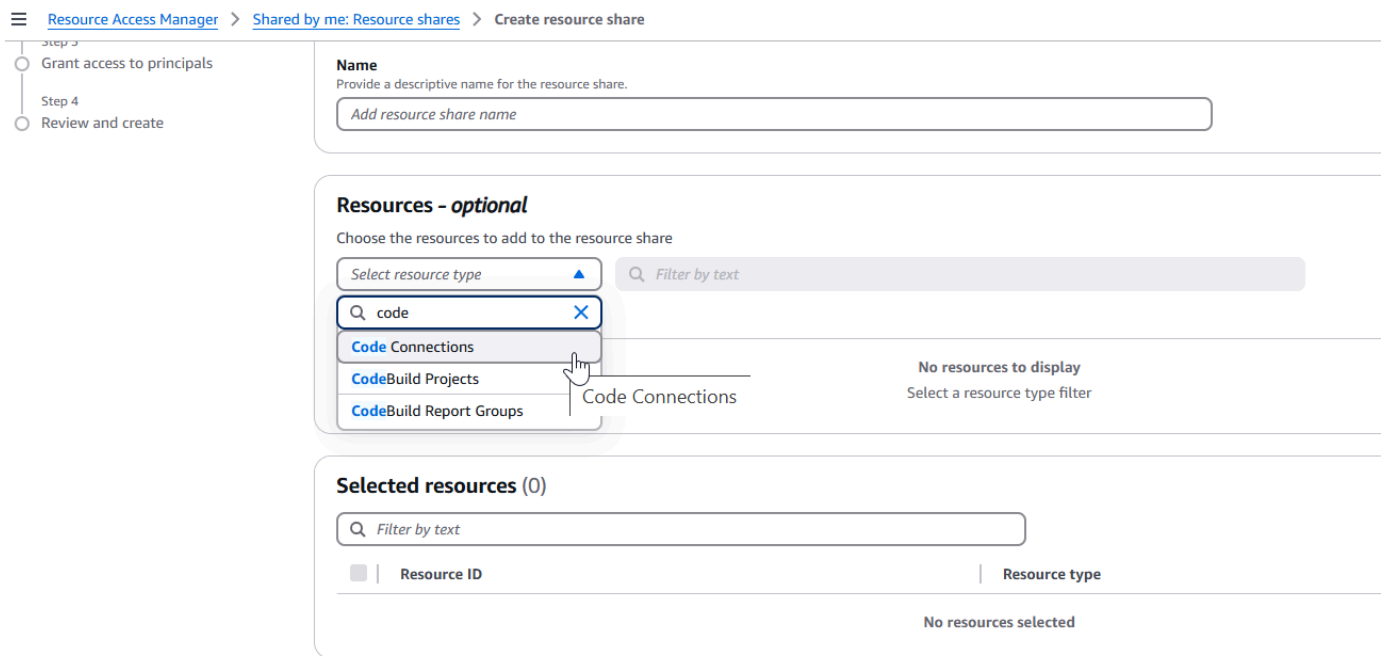 Resource Access Manager > Shared by me: Resource shares > Create resource share
Step 3
Grant access to principals
Step 4
Review and create
Name
Provide a descriptive name for the resource share.
Add resource share name
Resources - optional
Choose the resources to add to the resource share
Select resource type
Filter by text
code
Code Connections
CodeBuild Projects
CodeBuild Report Groups
Code Connections
No resources to display
Select a resource type filter
Selected resources (0)
Filter by text
Resource ID
Resource type
No resources selected